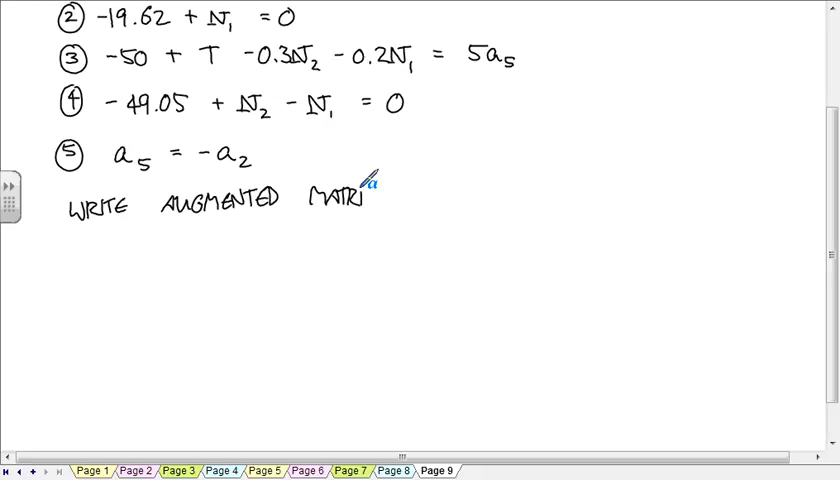 ② -19.62 + N₁ = 0
③ -50 + T -0.3N₂ - 0.2N₁ = 5a₅
④ -49.05 + N₂ - N₁ = 0
⑤ a₅ = -a₂
WRITE AUGMENTED MATRI
Page 1 Page 2 Page 3 Page 4 Page 5 Page 6 Page 7 Page 8 Page 9